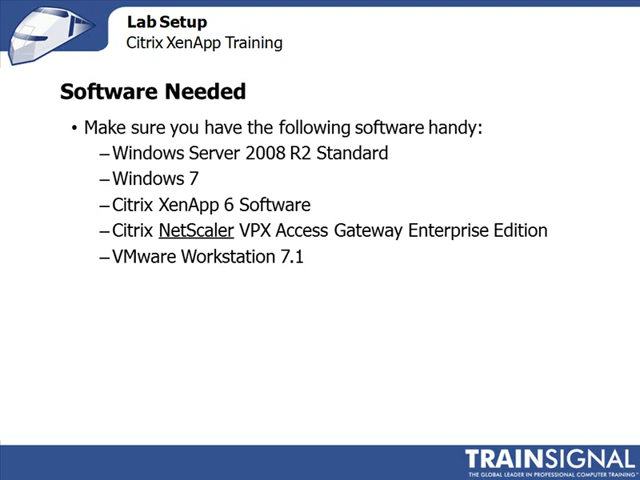 Lab Setup
Citrix XenApp Training
Software Needed
• Make sure you have the following software handy:
–Windows Server 2008 R2 Standard
–Windows 7
–Citrix XenApp 6 Software
–Citrix NetScaler VPX Access Gateway Enterprise Edition
–VMware Workstation 7.1
TRAINSIGNAL
THE GLOBAL LEADER IN PROFESSIONAL COMPUTER TRAINING™